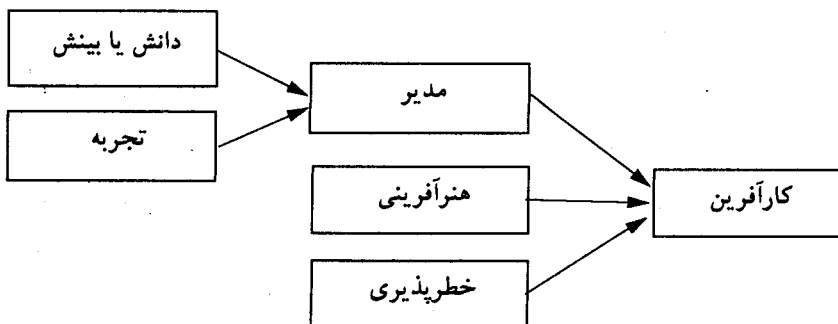 دانش یا بینش
تجربه
مدیر
هنرآفرینی
خطرپذیری
کارآفرین